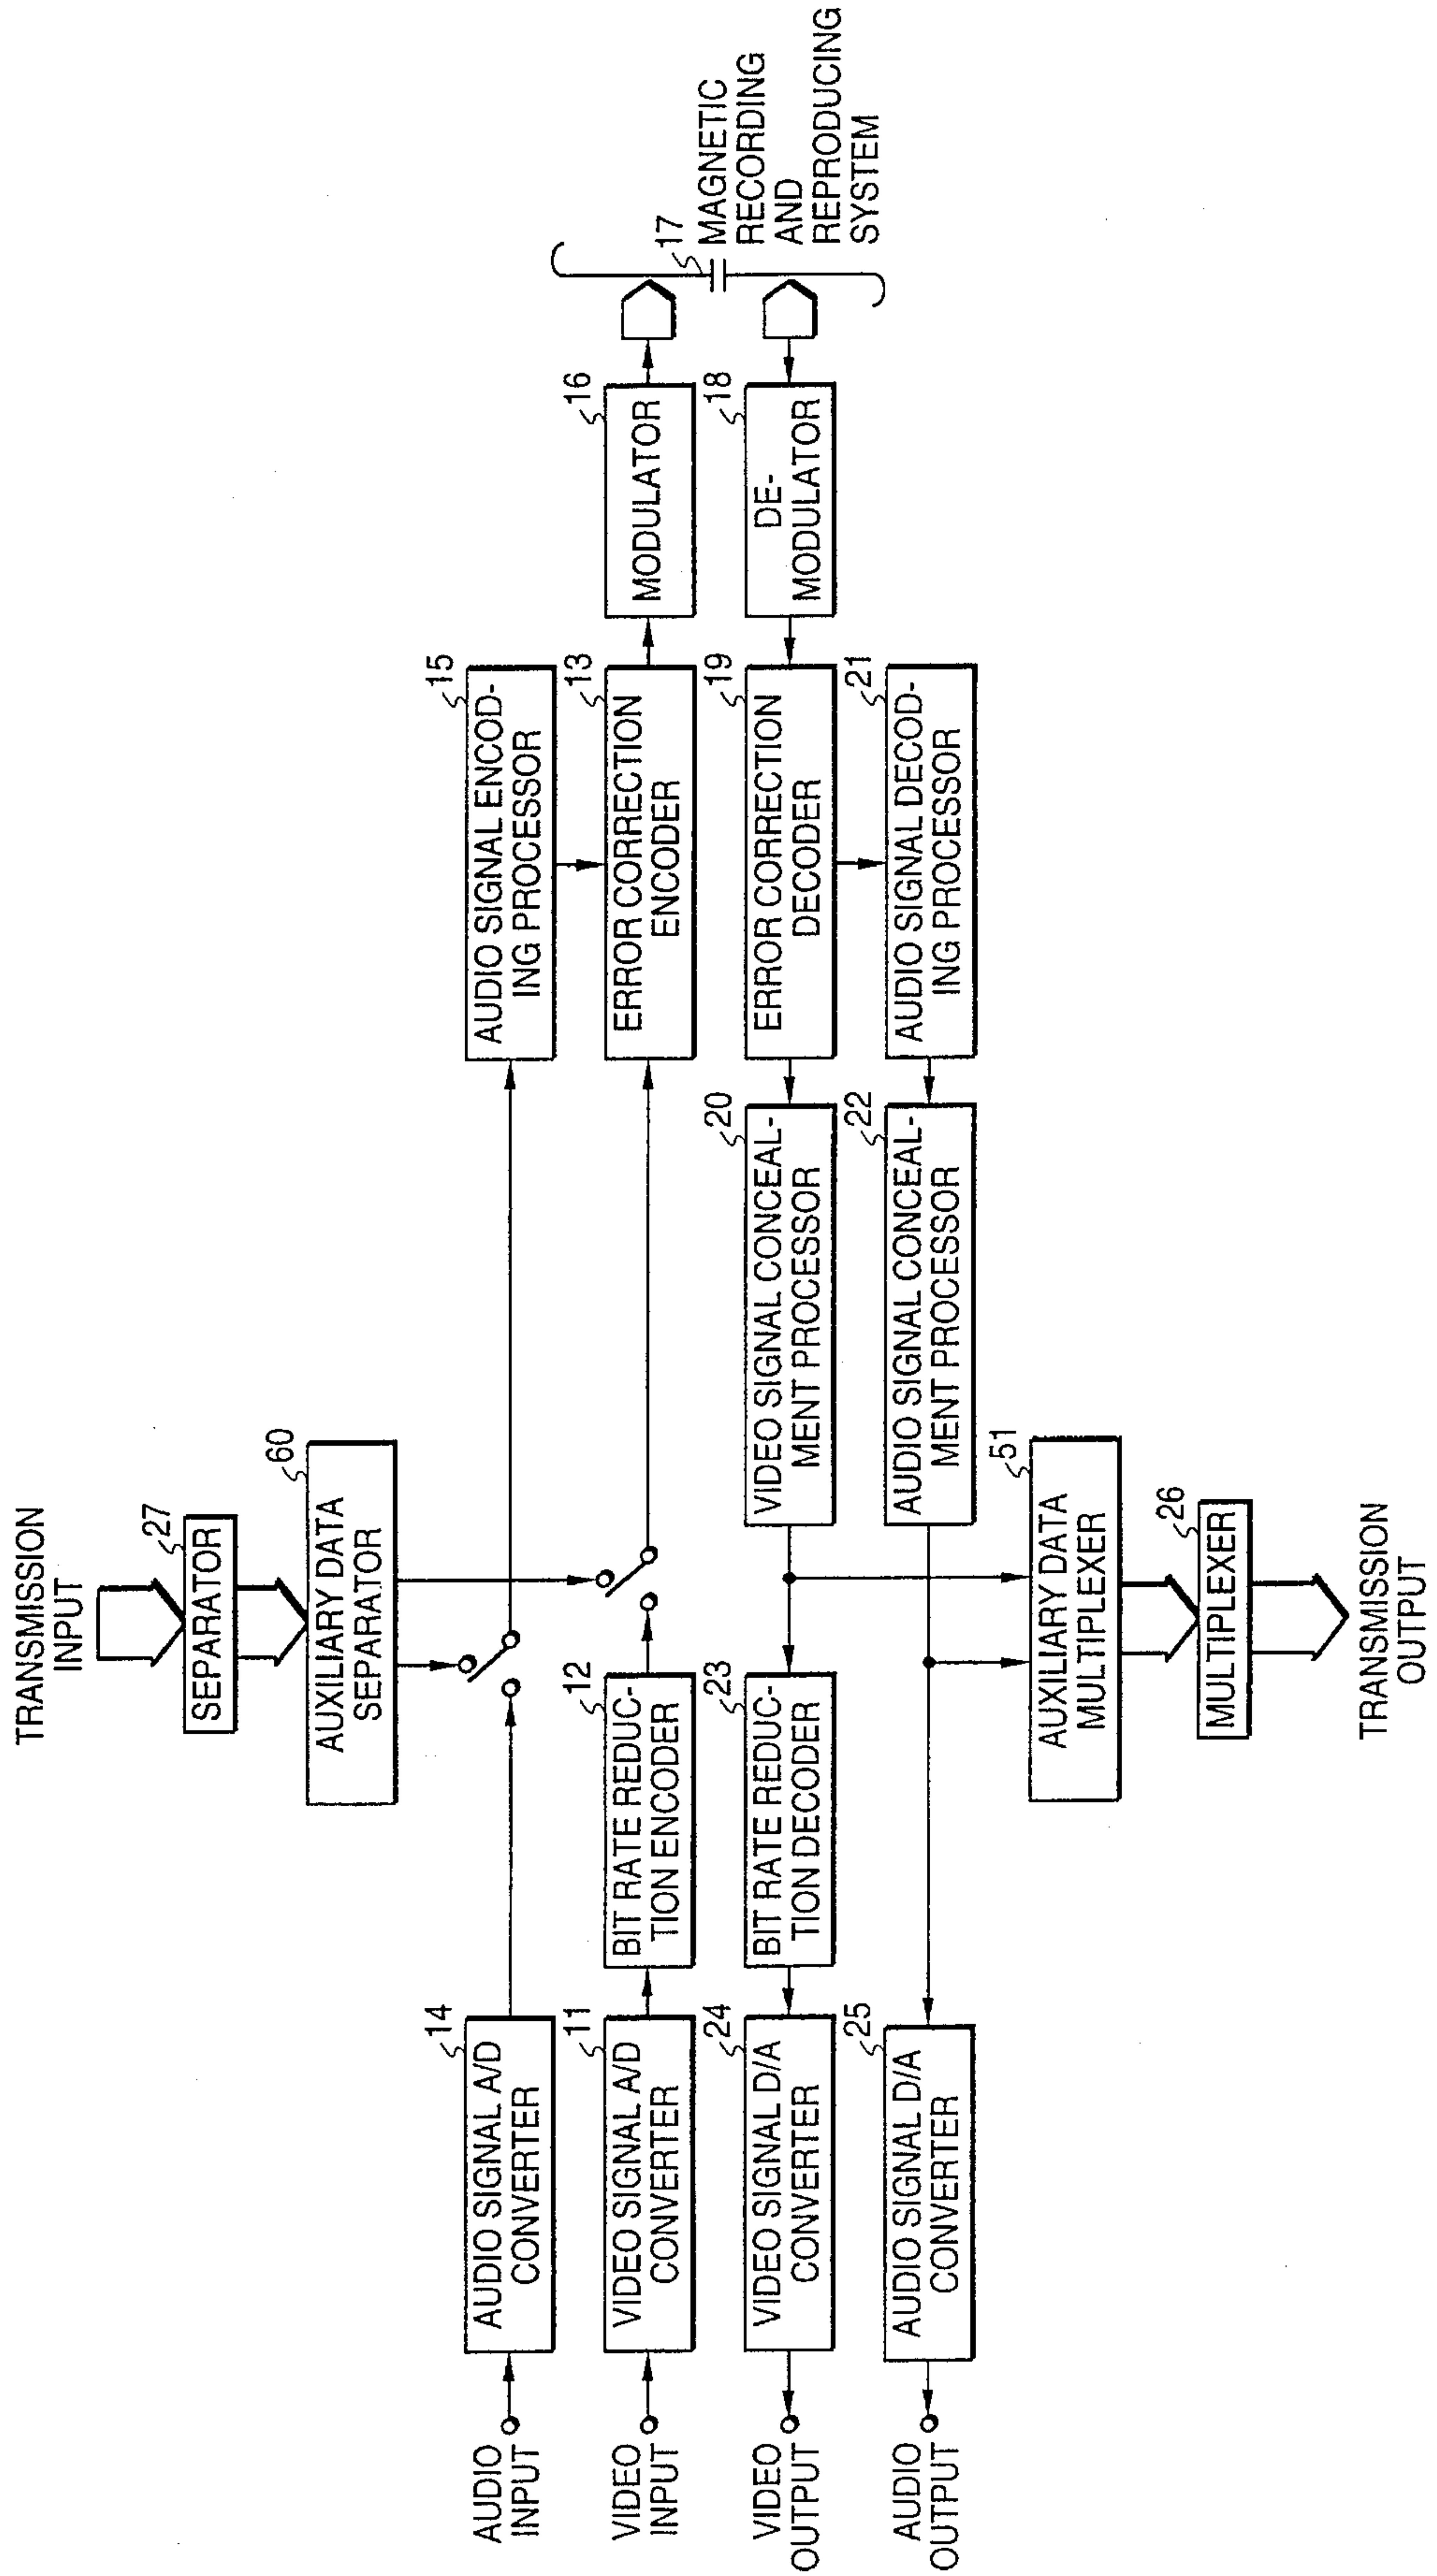 TRANSMISSION
INPUT
27
SEPARATOR
60
AUXILIARY DATA
SEPARATOR
AUDIO
INPUT
14
AUDIO SIGNAL A/D
CONVERTER
15
AUDIO SIGNAL ENCOD-
ING PROCESSOR
VIDEO
INPUT
11
VIDEO SIGNAL A/D
CONVERTER
12
BIT RATE REDUC-
TION ENCODER
13
ERROR CORRECTION
ENCODER
16
MODULATOR
17
MAGNETIC
RECORDING
AND
REPRODUCING
SYSTEM
VIDEO
OUTPUT
24
VIDEO SIGNAL D/A
CONVERTER
23
BIT RATE REDUC-
TION DECODER
20
VIDEO SIGNAL CONCEAL-
MENT PROCESSOR
19
ERROR CORRECTION
DECODER
18
DE-
MODULATOR
AUDIO
OUTPUT
25
AUDIO SIGNAL D/A
CONVERTER
22
AUDIO SIGNAL CONCEAL-
MENT PROCESSOR
21
AUDIO SIGNAL DECOD-
ING PROCESSOR
51
AUXILIARY DATA
MULTIPLEXER
26
MULTIPLEXER
TRANSMISSION
OUTPUT